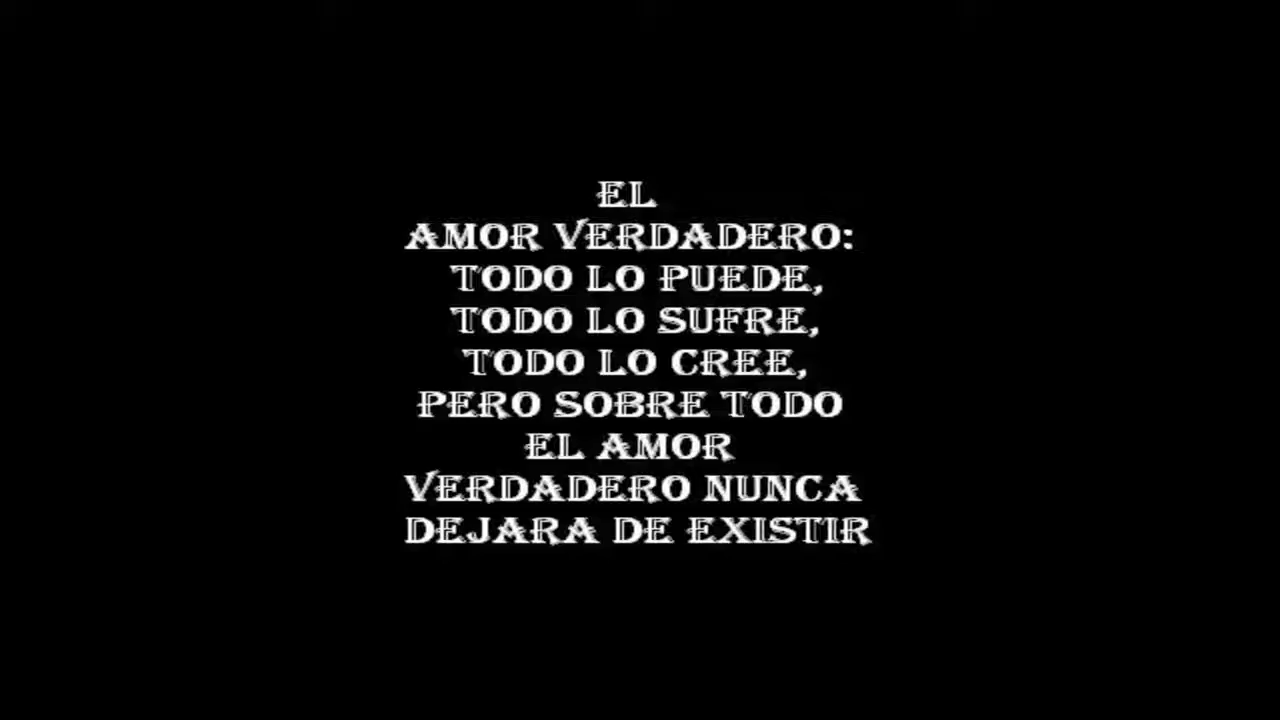 EL
AMOR VERDADERO:
TODO LO PUEDE,
TODO LO SUFRE,
TODO LO CREE,
PERO SOBRE TODO
EL AMOR
VERDADERO NUNCA
DEJARA DE EXISTIR